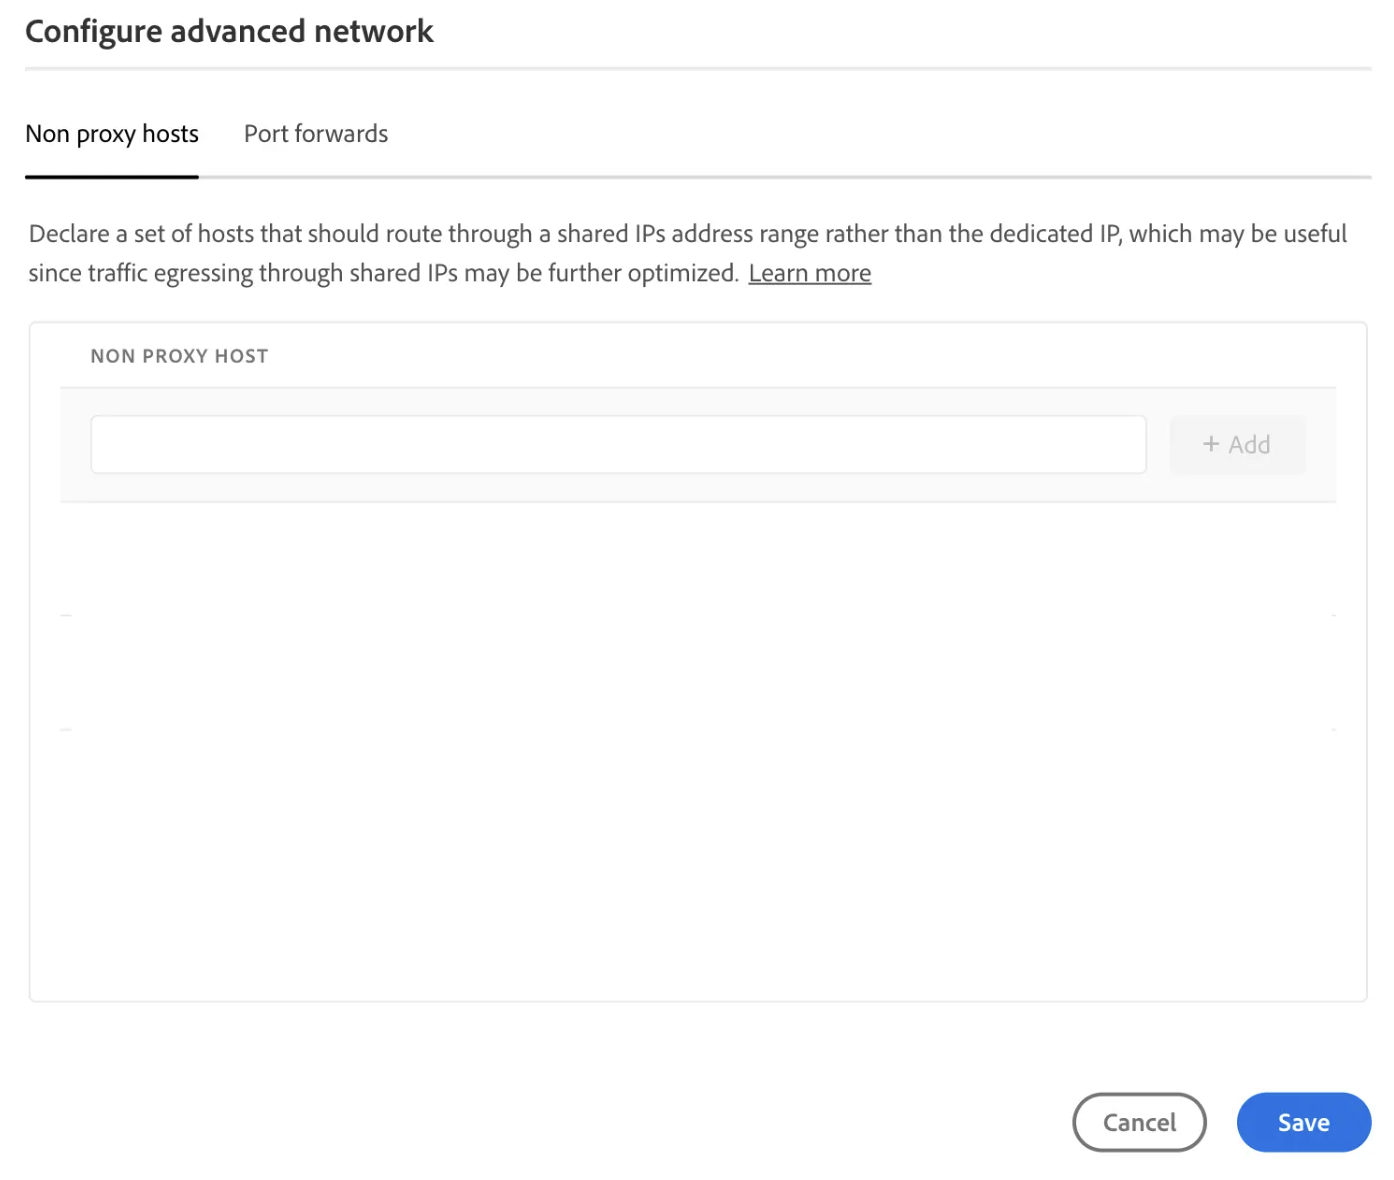 Configure advanced network
Non proxy hosts Port forwards
Declare a set of hosts that should route through a shared IPs address range rather than the dedicated IP, which may be useful
since traffic egressing through shared IPs may be further optimized. Learn more
NON PROXY HOST
+ Add
Cancel Save